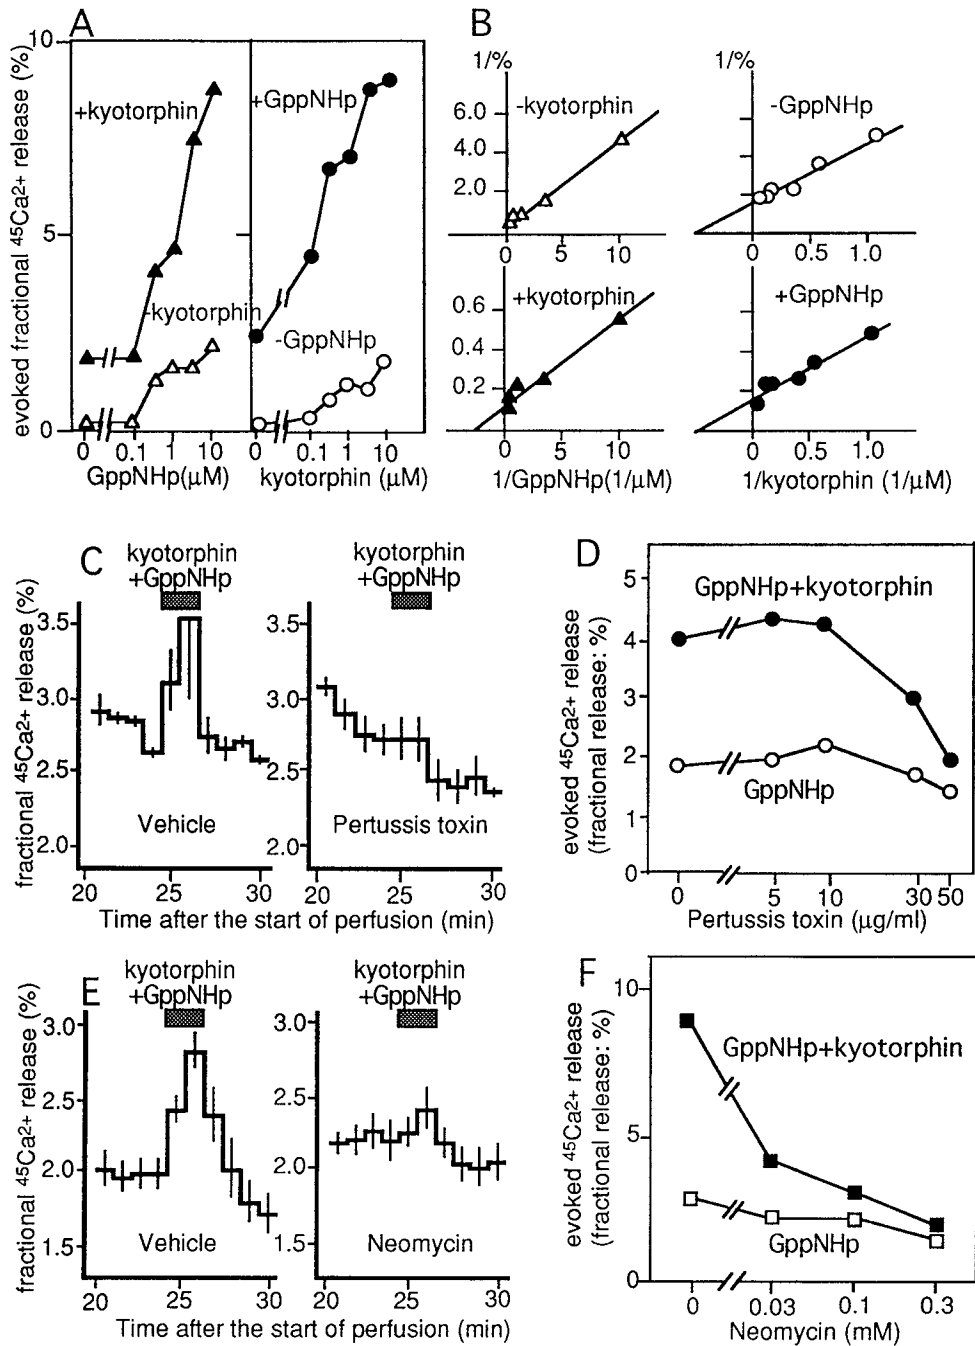 A
evoked fractional ⁴⁵Ca²⁺ release (%)
10
5
0
+kyotorphin
-kyotorphin
0 0.1 1 10
GppNHp(μM)
+GppNHp
-GppNHp
0 0.1 1 10
kyotorphin (μM)
B
1/%
6.0
4.0
2.0
-kyotorphin
0 5 10
1/%
-GppNHp
0 0.5 1.0
0.6
0.4
0.2
+kyotorphin
0 5 10
1/GppNHp(1/μM)
+GppNHp
0 0.5 1.0
1/kyotorphin (1/μM)
C
fractional ⁴⁵Ca²⁺ release (%)
kyotorphin
+GppNHp
3.5
3.0
2.5
2.0
Vehicle
20 25 30
kyotorphin
+GppNHp
3.5
3.0
2.5
2.0
Pertussis toxin
20 25 30
Time after the start of perfusion (min)
D
evoked ⁴⁵Ca²⁺ release
(fractional release: %)
5
4
3
2
1
0
GppNHp+kyotorphin
GppNHp
0 5 10 30 50
Pertussis toxin (μg/ml)
E
fractional ⁴⁵Ca²⁺ release (%)
kyotorphin
+GppNHp
3.0
2.5
2.0
1.5
Vehicle
20 25 30
kyotorphin
+GppNHp
3.0
2.5
2.0
1.5
Neomycin
20 25 30
Time after the start of perfusion (min)
F
evoked ⁴⁵Ca²⁺ release
(fractional release: %)
10
5
0
GppNHp+kyotorphin
GppNHp
0 0.03 0.1 0.3
Neomycin (mM)